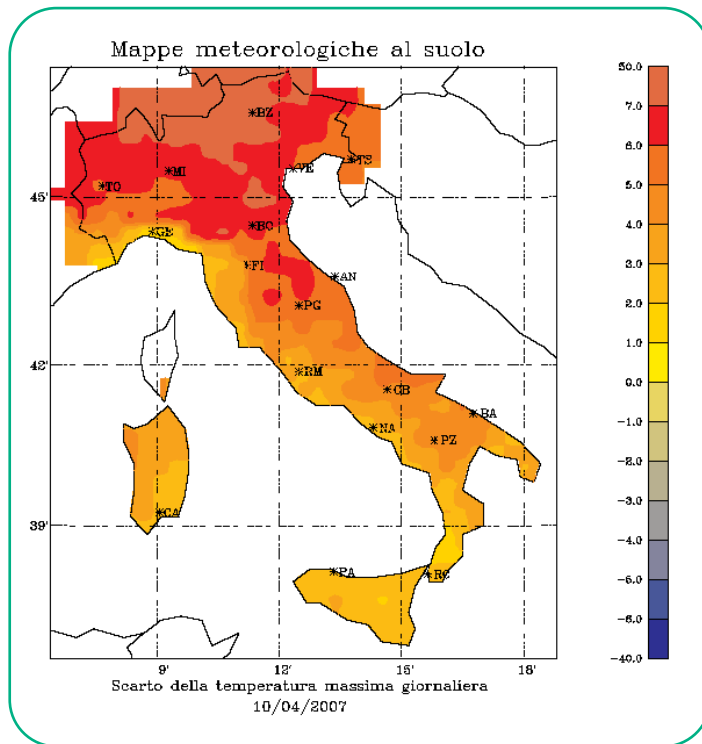 Mappe meteorologiche al suolo
50.0
7.0
6.0
5.0
4.0
3.0
2.0
1.0
0.0
-1.0
-2.0
-3.0
-4.0
-6.0
-8.0
-40.0
BZ
TS
MI
VE
TO
45'
BO
GE
FI
AN
PG
42'
RM
CB
BA
NA
PZ
CA
39'
PA
RC
9'
12'
15'
18'
Scarto della temperatura massima giornaliera
10/04/2007